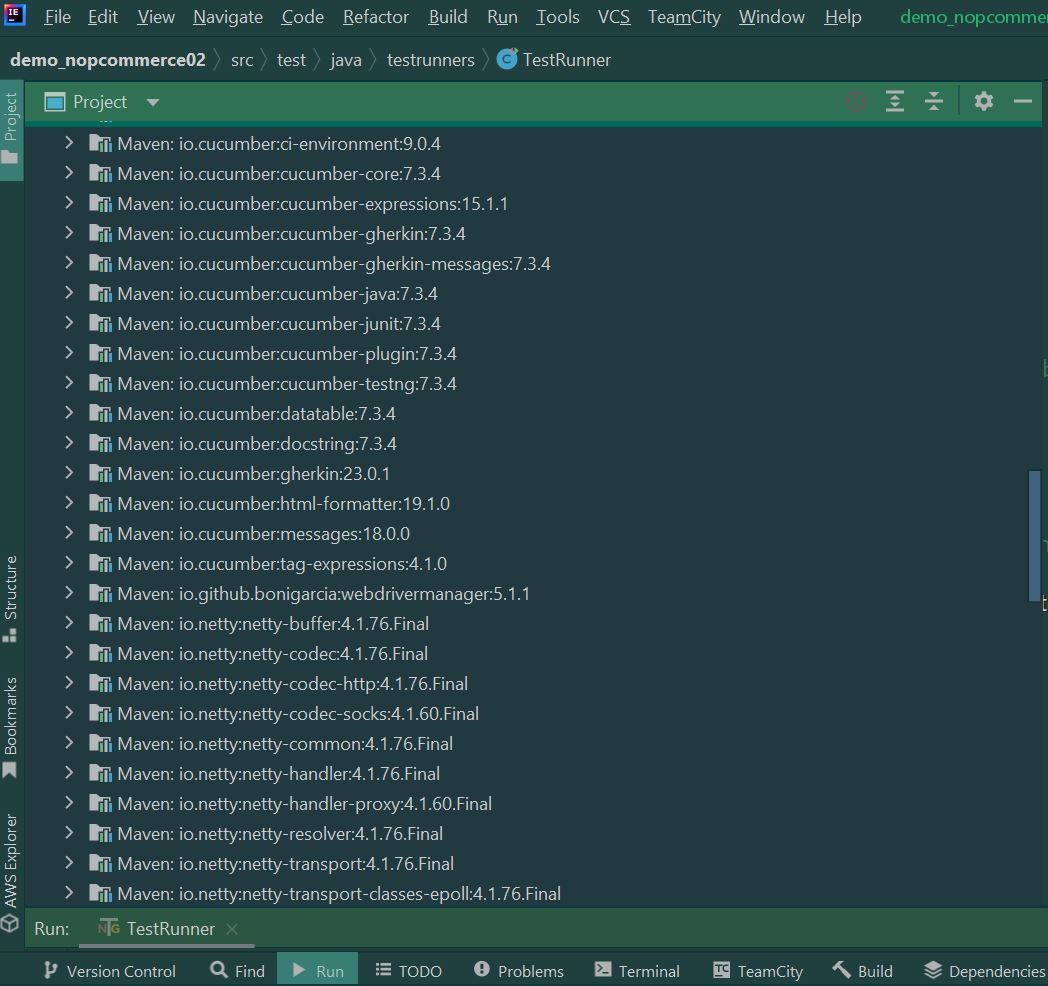 File Edit View Navigate Code Refactor Build Run Tools VCS TeamCity Window Help demo_nopcommer
demo_nopcommerce02 src test java testrunners TestRunner
Project
Project
Maven: io.cucumber:ci-environment:9.0.4
Maven: io.cucumber:cucumber-core:7.3.4
Maven: io.cucumber:cucumber-expressions:15.1.1
Maven: io.cucumber:cucumber-gherkin:7.3.4
Maven: io.cucumber:cucumber-gherkin-messages:7.3.4
Maven: io.cucumber:cucumber-java:7.3.4
Maven: io.cucumber:cucumber-junit:7.3.4
Maven: io.cucumber:cucumber-plugin:7.3.4
Maven: io.cucumber:cucumber-testng:7.3.4
Maven: io.cucumber:datatable:7.3.4
Maven: io.cucumber:docstring:7.3.4
Maven: io.cucumber:gherkin:23.0.1
Maven: io.cucumber:html-formatter:19.1.0
Maven: io.cucumber:messages:18.0.0
Maven: io.cucumber:tag-expressions:4.1.0
Maven: io.github.bonigarcia:webdrivermanager:5.1.1
Maven: io.netty:netty-buffer:4.1.76.Final
Maven: io.netty:netty-codec:4.1.76.Final
Maven: io.netty:netty-codec-http:4.1.76.Final
Maven: io.netty:netty-codec-socks:4.1.60.Final
Maven: io.netty:netty-common:4.1.76.Final
Maven: io.netty:netty-handler:4.1.76.Final
Maven: io.netty:netty-handler-proxy:4.1.60.Final
Maven: io.netty:netty-resolver:4.1.76.Final
Maven: io.netty:netty-transport:4.1.76.Final
Maven: io.netty:netty-transport-classes-epoll:4.1.76.Final
Structure
Bookmarks
AWS Explorer
Run: TestRunner
Version Control Find Run TODO Problems Terminal TeamCity Build Dependencies